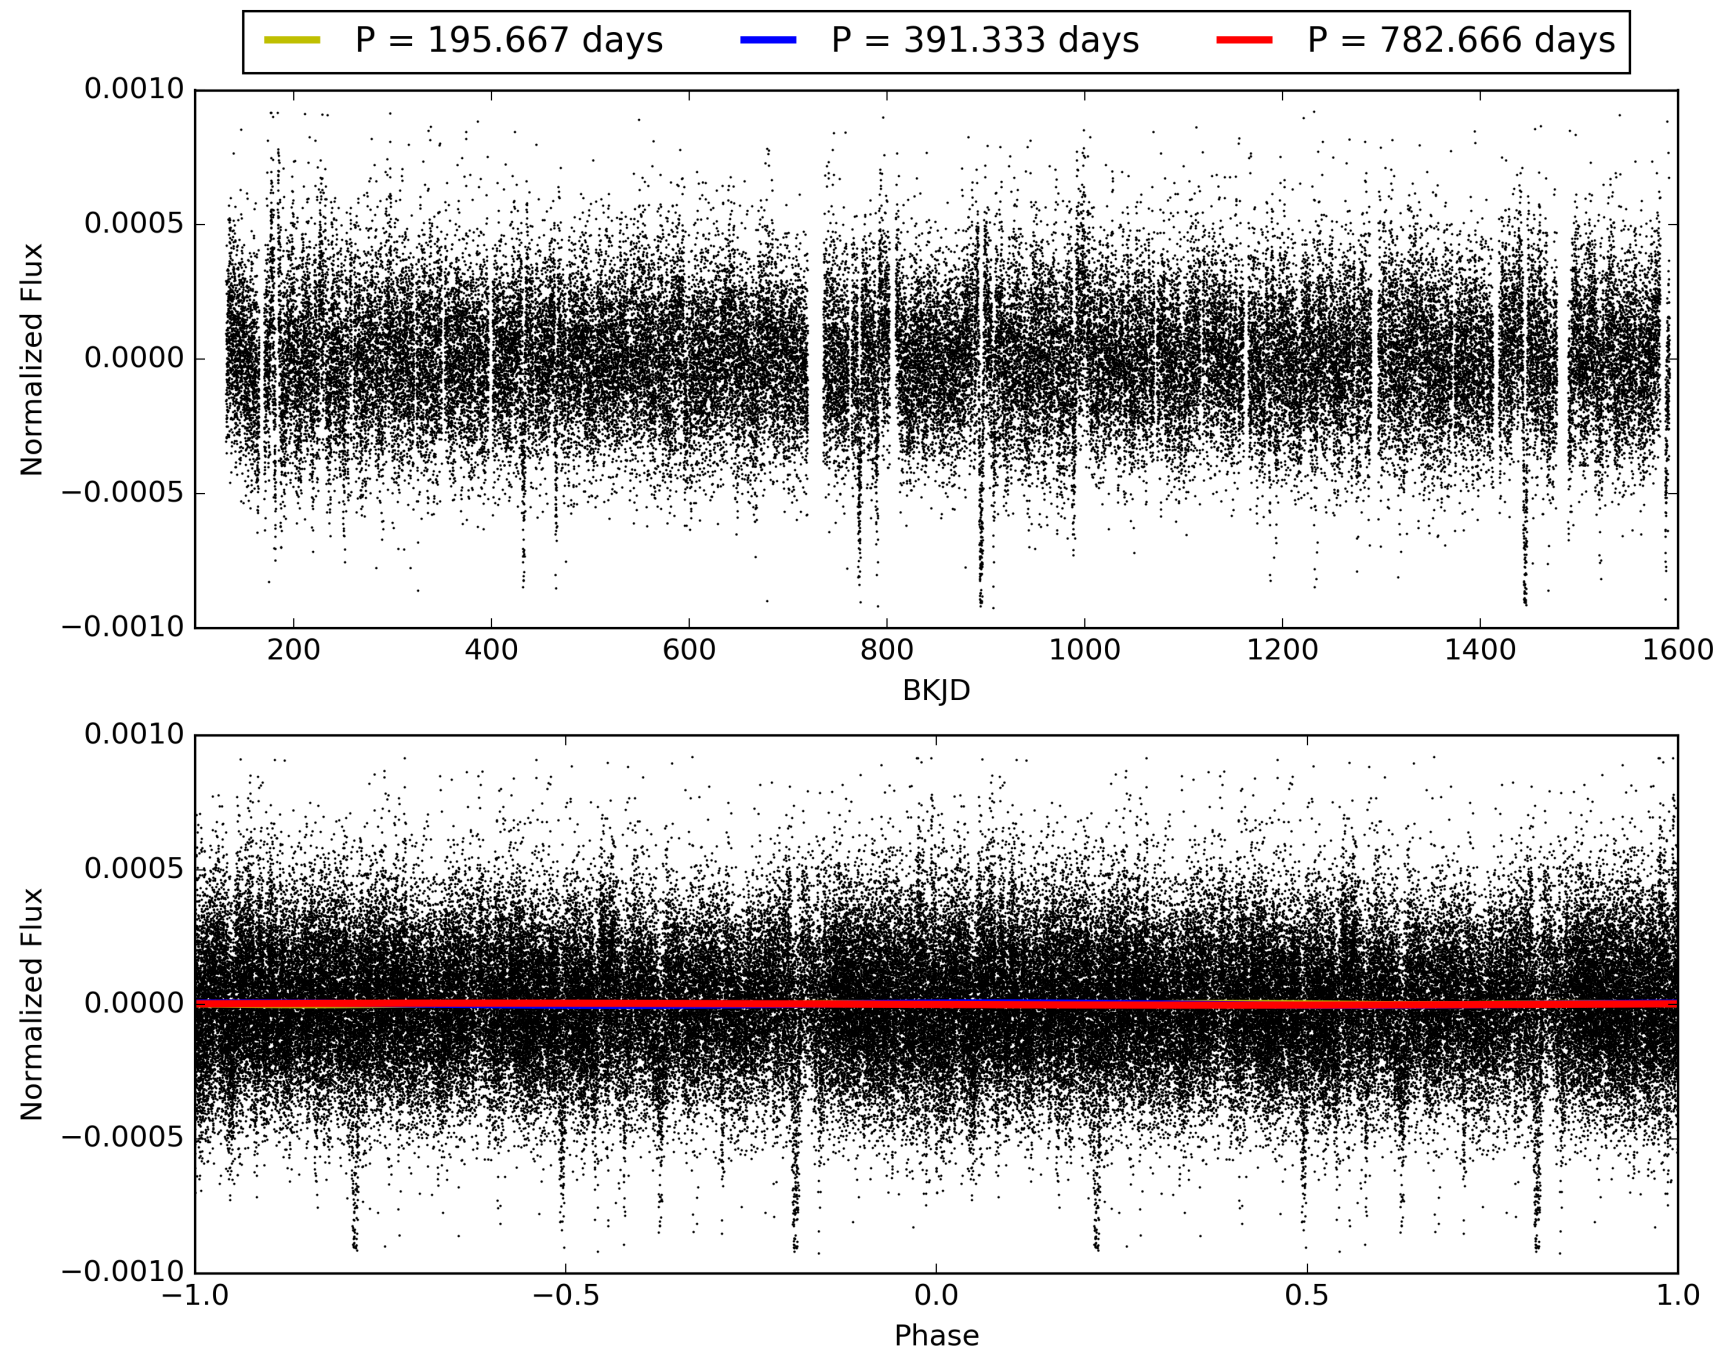 P = 195.667 days P = 391.333 days P = 782.666 days
0.0010
0.0005
0.0000
−0.0005
−0.0010
Normalized Flux
200 400 600 800 1000 1200 1400 1600
BKJD
0.0010
0.0005
0.0000
−0.0005
−0.0010
Normalized Flux
−1.0 −0.5 0.0 0.5 1.0
Phase